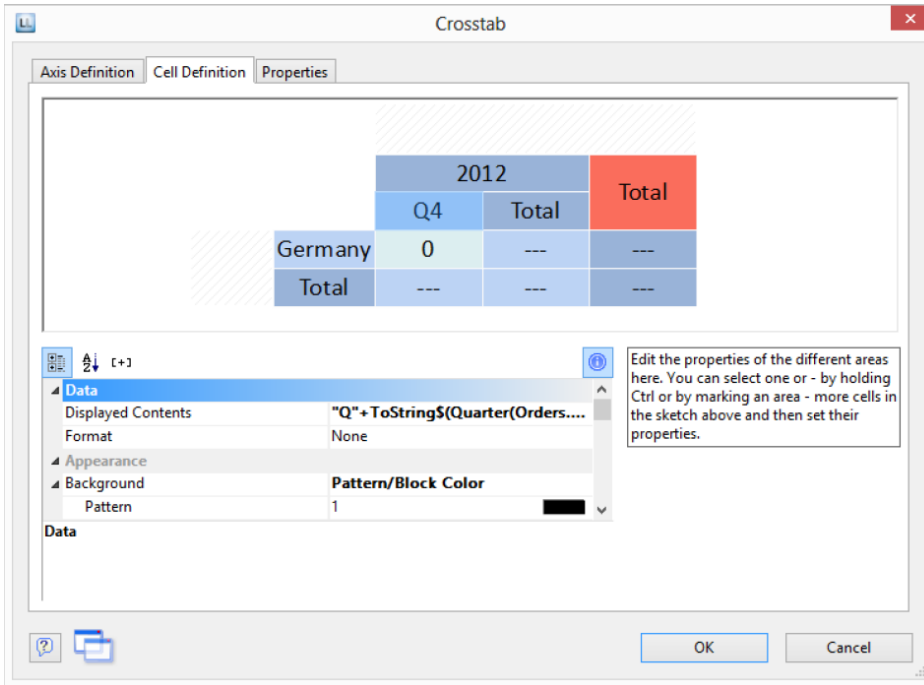 LL
Crosstab
×
Axis Definition Cell Definition Properties
2012 Total
Q4 Total
Germany 0 --- ---
Total --- --- ---
A Z [+]
Data
Displayed Contents "Q"+ToString$(Quarter(Orders....
Format None
Appearance
Background Pattern/Block Color
Pattern 1
Data
Edit the properties of the different areas
here. You can select one or - by holding
Ctrl or by marking an area - more cells in
the sketch above and then set their
properties.
? OK Cancel